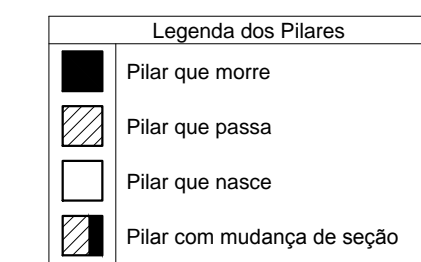 Legenda dos Pilares
Pilar que morre
Pilar que passa
Pilar que nasce
Pilar com mudança de seção